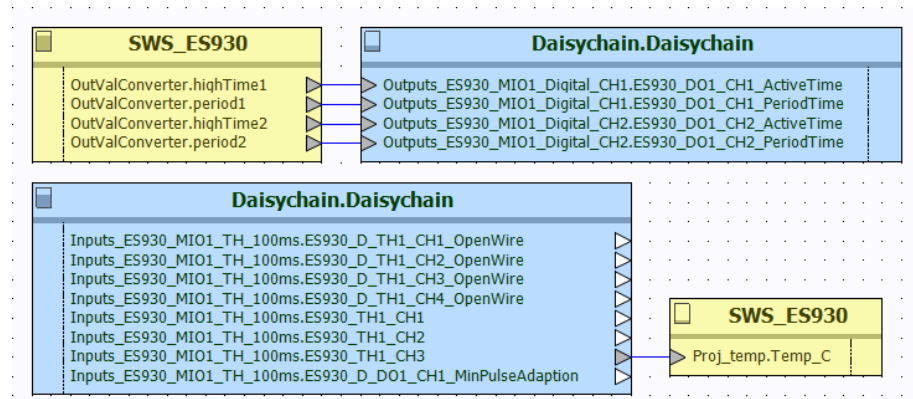 SWS_ES930
Daisychain.Daisychain
OutValConverter.highTime1
OutValConverter.period1
OutValConverter.highTime2
OutValConverter.period2
Outputs_ES930_MIO1_Digital_CH1.ES930_DO1_CH1_ActiveTime
Outputs_ES930_MIO1_Digital_CH1.ES930_DO1_CH1_PeriodTime
Outputs_ES930_MIO1_Digital_CH2.ES930_DO1_CH2_ActiveTime
Outputs_ES930_MIO1_Digital_CH2.ES930_DO1_CH2_PeriodTime
Daisychain.Daisychain
Inputs_ES930_MIO1_TH_100ms.ES930_D_TH1_CH1_OpenWire
Inputs_ES930_MIO1_TH_100ms.ES930_D_TH1_CH2_OpenWire
Inputs_ES930_MIO1_TH_100ms.ES930_D_TH1_CH3_OpenWire
Inputs_ES930_MIO1_TH_100ms.ES930_D_TH1_CH4_OpenWire
Inputs_ES930_MIO1_TH_100ms.ES930_TH1_CH1
Inputs_ES930_MIO1_TH_100ms.ES930_TH1_CH2
Inputs_ES930_MIO1_TH_100ms.ES930_TH1_CH3
Inputs_ES930_MIO1_TH_100ms.ES930_D_DO1_CH1_MinPulseAdaption
SWS_ES930
Proj_temp.Temp_C